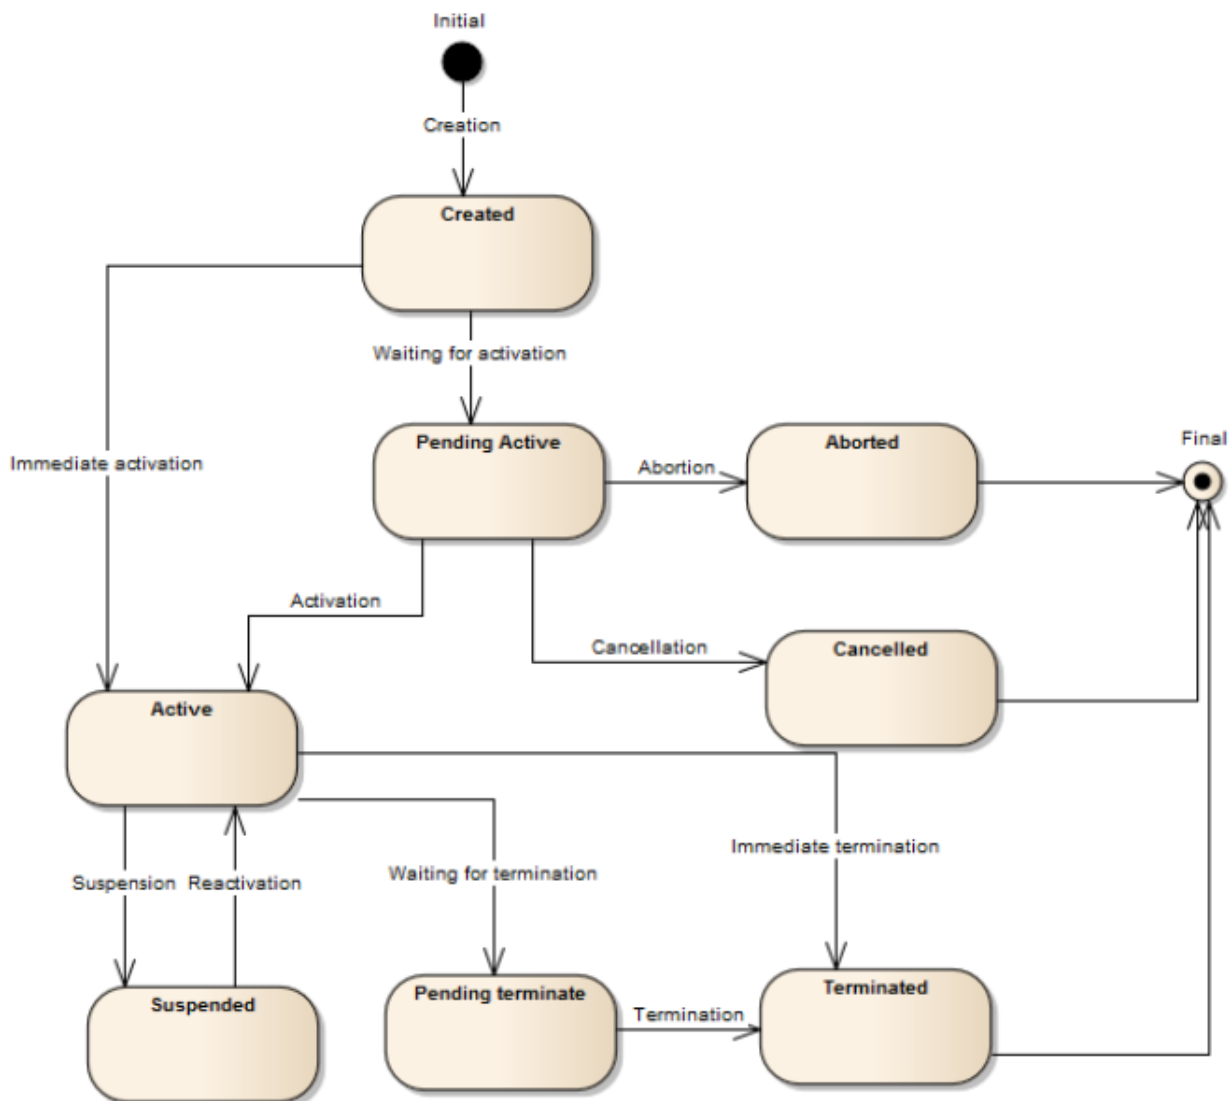 Initial
Creation
Created
Waiting for activation
Immediate activation
Pending Active
Abortion
Aborted
Final
Activation
Cancellation
Cancelled
Active
Immediate termination
Suspension
Reactivation
Waiting for termination
Suspended
Pending terminate
Termination
Terminated